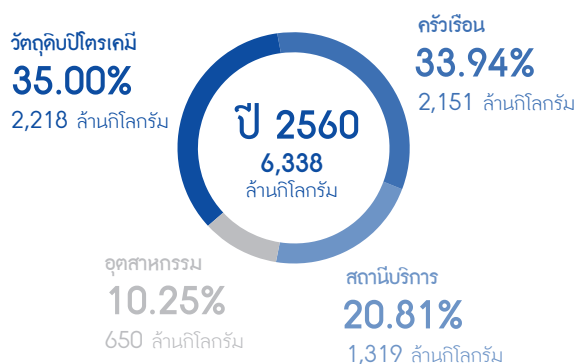 วัตถุดิบปิโตรเคมี
35.00%
2,218 ล้านกิโลกรัม
ครัวเรือน
33.94%
2,151 ล้านกิโลกรัม
ปี 2560
6,338
ล้านกิโลกรัม
อุตสาหกรรม
10.25%
650 ล้านกิโลกรัม
สถานีบริการ
20.81%
1,319 ล้านกิโลกรัม